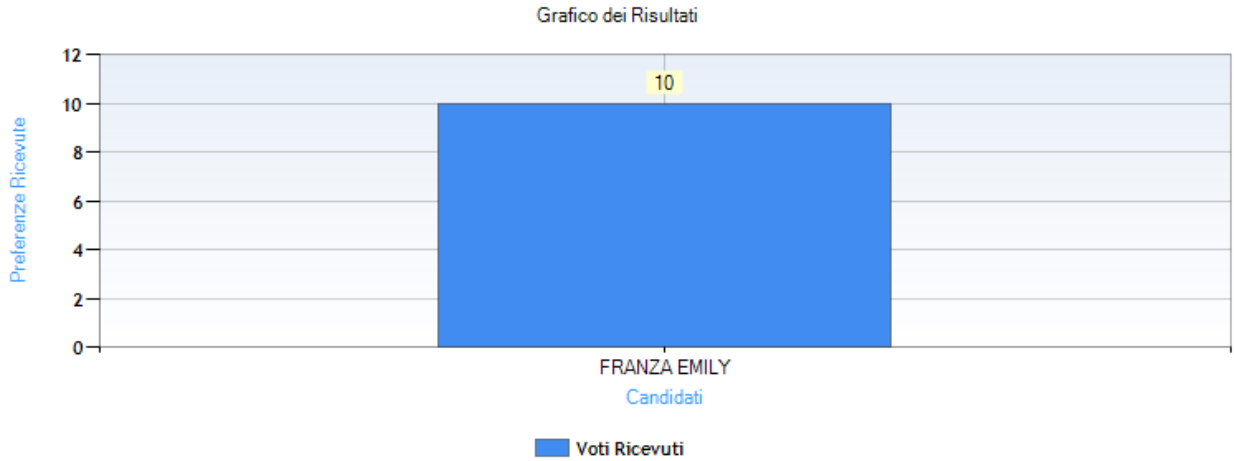 Grafico dei Risultati
12
10
10
8
6
4
2
0
Preferenze Ricevute
FRANZA EMILY
Candidati
Voti Ricevuti